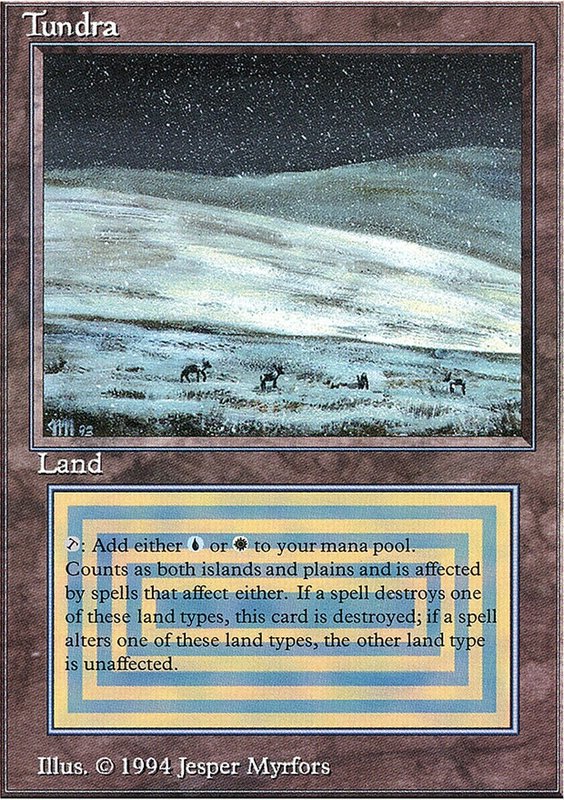 Tundra
JM 93
Land
: Add either or to your mana pool.
Counts as both islands and plains and is affected
by spells that affect either. If a spell destroys one
of these land types, this card is destroyed; if a spell
alters one of these land types, the other land type
is unaffected.
Illus. © 1994 Jesper Myrfors